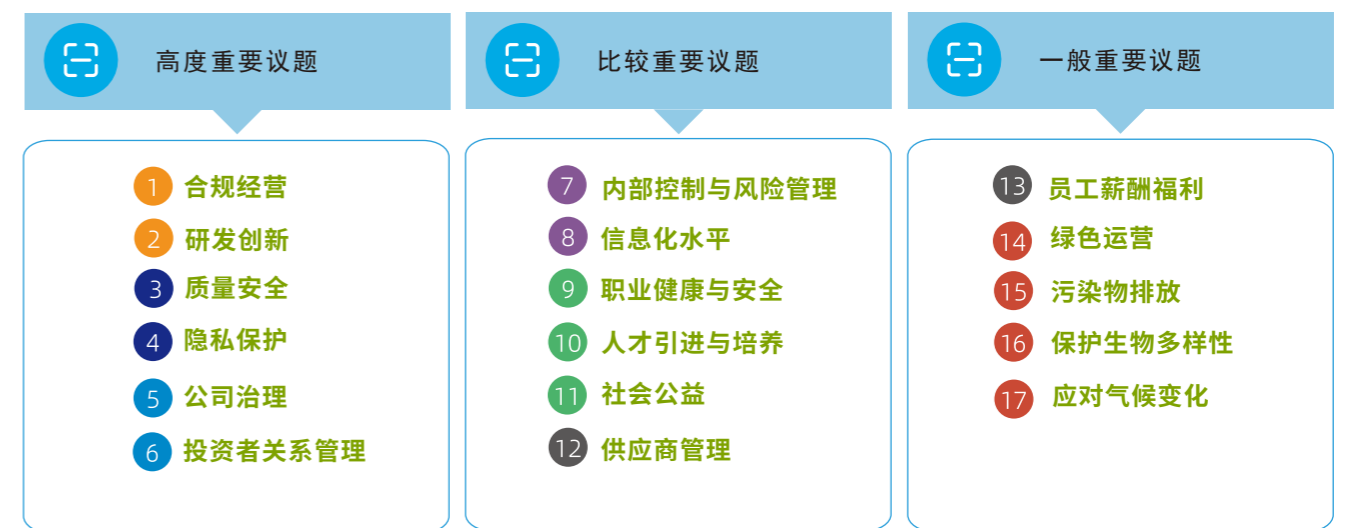 高度重要议题
1 合规经营
2 研发创新
3 质量安全
4 隐私保护
5 公司治理
6 投资者关系管理
比较重要议题
7 内部控制与风险管理
8 信息化水平
9 职业健康与安全
10 人才引进与培养
11 社会公益
12 供应商管理
一般重要议题
13 员工薪酬福利
14 绿色运营
15 污染物排放
16 保护生物多样性
17 应对气候变化